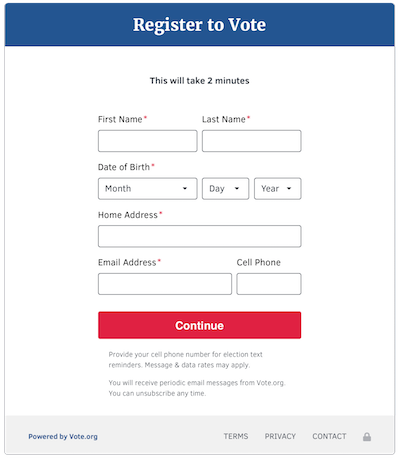 Register to Vote
This will take 2 minutes
First Name* Last Name*
Date of Birth*
Month Day Year
Home Address*
Email Address* Cell Phone
Continue
Provide your cell phone number for election text
reminders. Message & data rates may apply.
You will receive periodic email messages from Vote.org.
You can unsubscribe any time.
Powered by Vote.org TERMS PRIVACY CONTACT